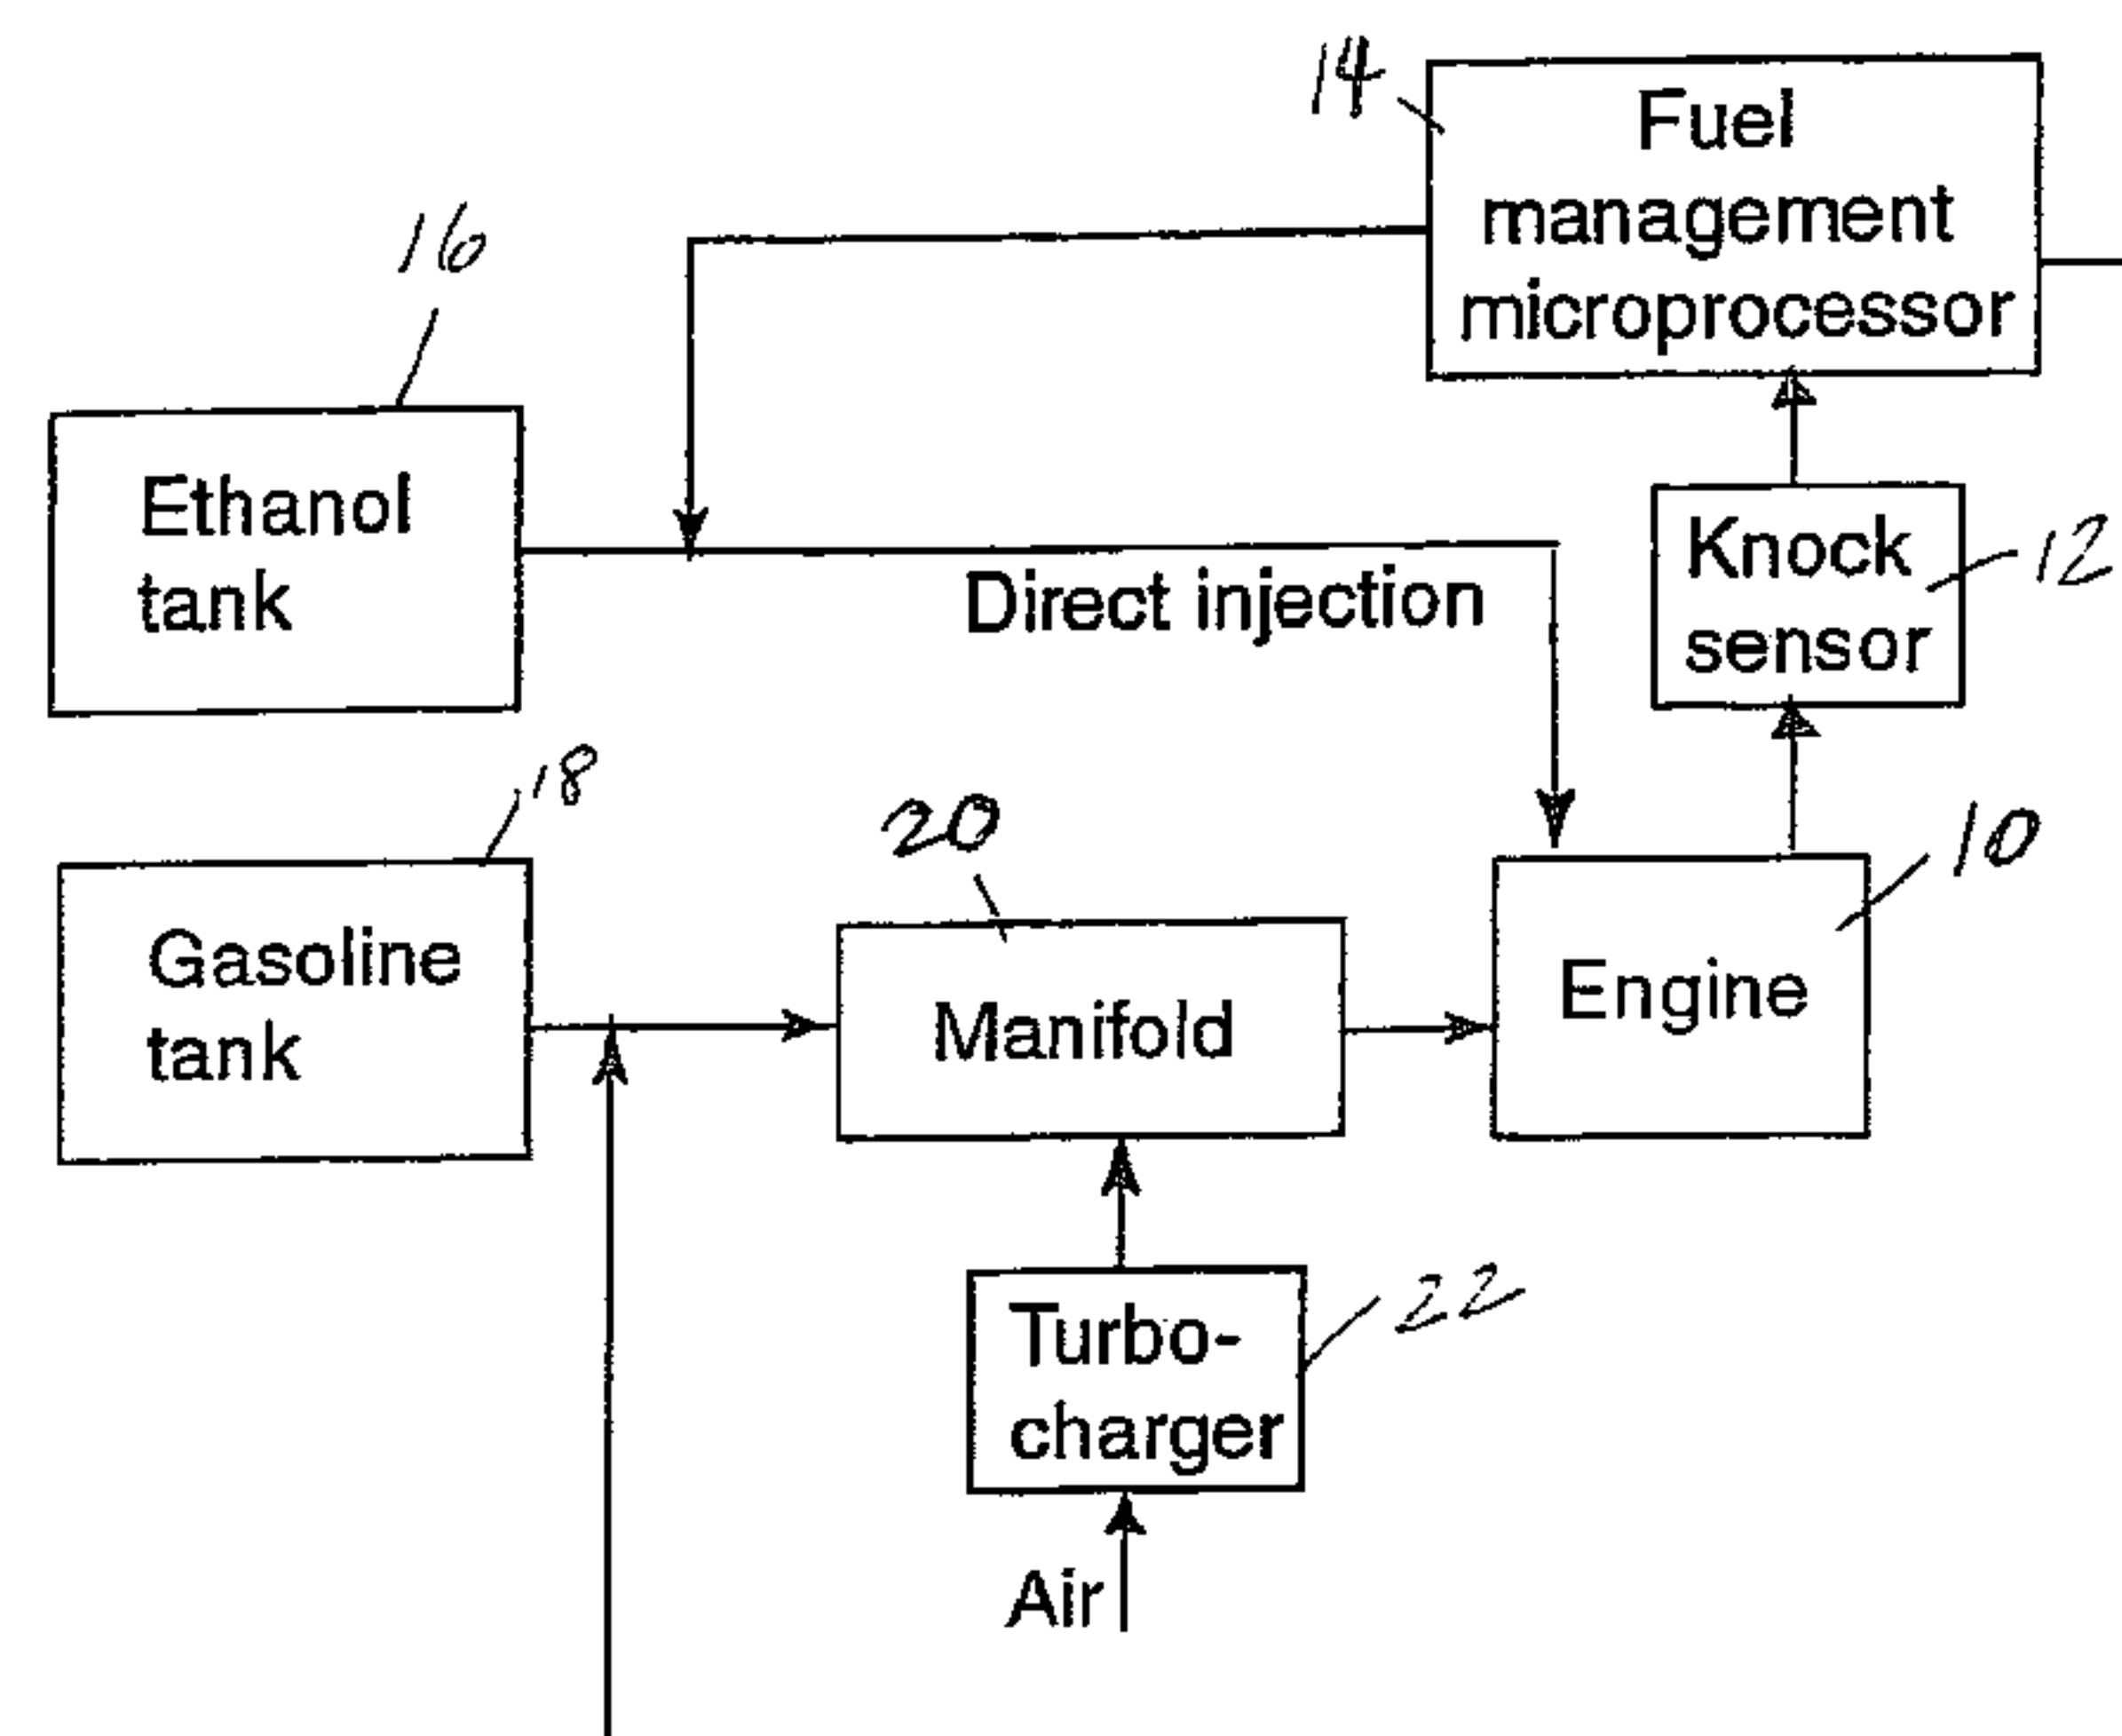 14
Fuel
management
microprocessor
16
Ethanol
tank
Direct injection
Knock
sensor
12
18
Gasoline
tank
20
Manifold
10
Engine
Turbo-
charger
22
Air